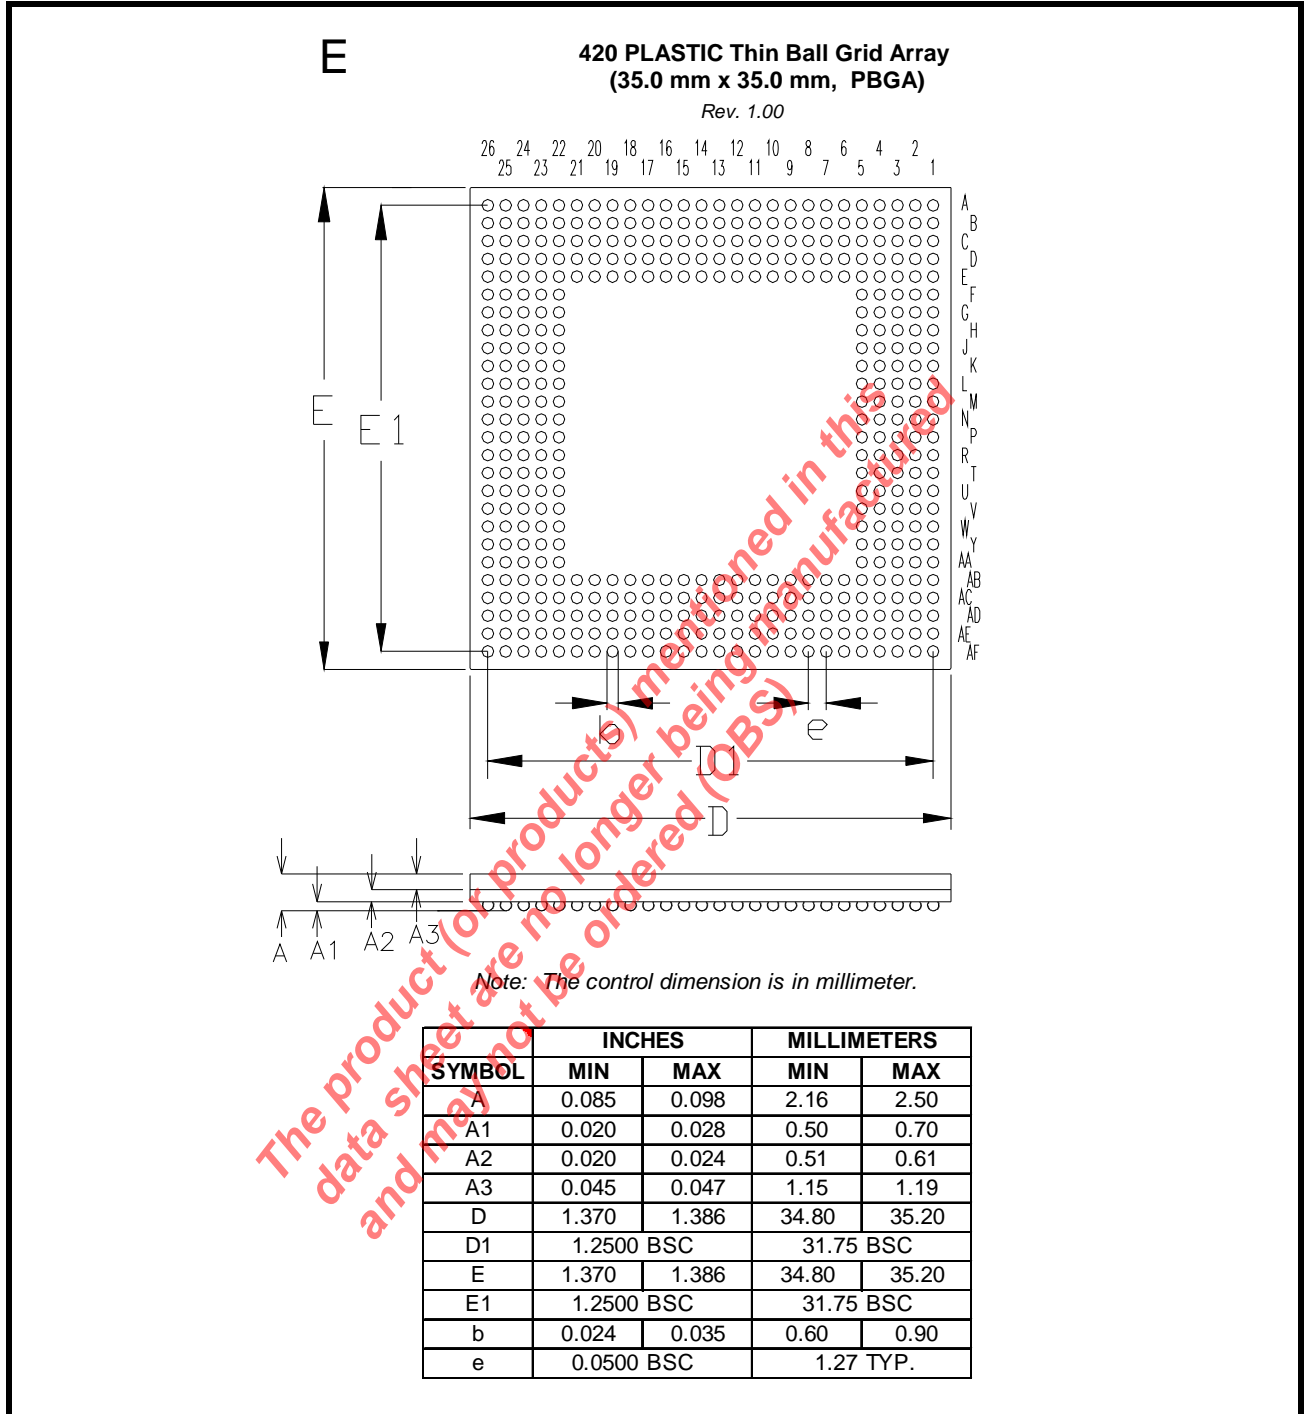 E
420 PLASTIC Thin Ball Grid Array
(35.0 mm x 35.0 mm, PBGA)
Rev. 1.00
26 24 22 20 18 16 14 12 10 8 6 4 2
25 23 21 19 17 15 13 11 9 7 5 3 1
A
B
C
D
E
F
G
H
J
K
L
M
N
P
R
T
U
V
W
Y
AA
AB
AC
AD
AE
AF
E
E1
b
e
D1
D
A
A1
A2
A3
The product (or products) mentioned in this
data sheet are no longer being manufactured
and may not be ordered (OBS)
Note: The control dimension is in millimeter.
INCHES MILLIMETERS
SYMBOL MIN MAX MIN MAX
A 0.085 0.098 2.16 2.50
A1 0.020 0.028 0.50 0.70
A2 0.020 0.024 0.51 0.61
A3 0.045 0.047 1.15 1.19
D 1.370 1.386 34.80 35.20
D1 1.2500 BSC 31.75 BSC
E 1.370 1.386 34.80 35.20
E1 1.2500 BSC 31.75 BSC
b 0.024 0.035 0.60 0.90
e 0.0500 BSC 1.27 TYP.